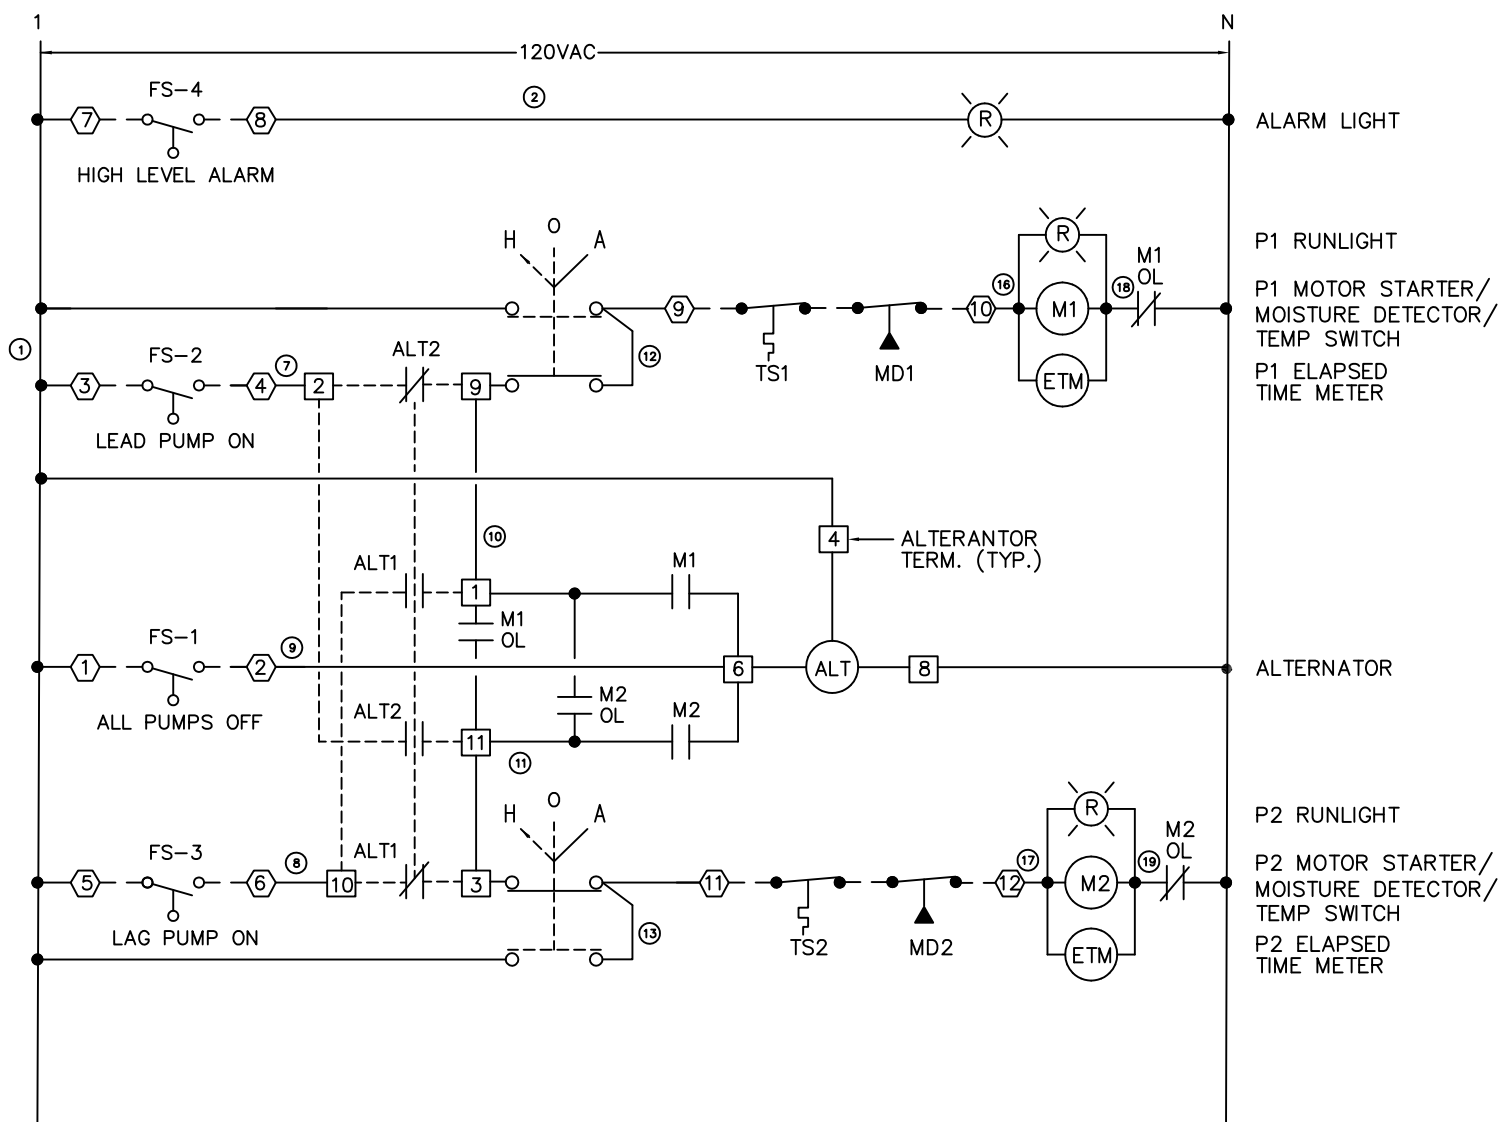 1
N
120VAC
FS-4
7
8
2
R
ALARM LIGHT
HIGH LEVEL ALARM
H O A
R
P1 RUNLIGHT
M1
OL
16
18
9
10
M1
P1 MOTOR STARTER/
MOISTURE DETECTOR/
TEMP SWITCH
TS1
MD1
1
FS-2
7
ALT2
12
3
4
2
9
ETM
P1 ELAPSED
TIME METER
LEAD PUMP ON
10
4
ALTERANTOR
TERM. (TYP.)
ALT1
1
M1
M1
OL
FS-1
9
1
2
6
ALT
8
ALTERNATOR
ALL PUMPS OFF
M2
OL
ALT2
11
11
M2
H O A
R
P2 RUNLIGHT
M2
OL
17
19
FS-3
8
ALT1
5
6
10
3
11
12
M2
P2 MOTOR STARTER/
MOISTURE DETECTOR/
TEMP SWITCH
LAG PUMP ON
13
TS2
MD2
ETM
P2 ELAPSED
TIME METER